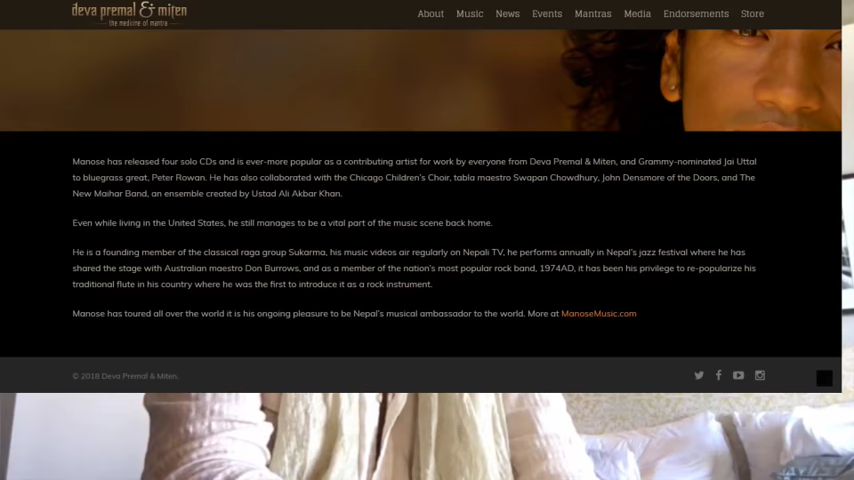 deva premal & miten
the medicine of mantra
About Music News Events Mantras Media Endorsements Store
Manose has released four solo CDs and is ever-more popular as a contributing artist for work by everyone from Deva Premal & Miten, and Grammy-nominated Jai Uttal
to bluegrass great, Peter Rowan. He has also collaborated with the Chicago Children's Choir, tabla maestro Swapan Chowdhury, John Densmore of the Doors, and The
New Maihar Band, an ensemble created by Ustad Ali Akbar Khan.
Even while living in the United States, he still manages to be a vital part of the music scene back home.
He is a founding member of the classical raga group Sukarma, his music videos air regularly on Nepali TV, he performs annually in Nepal's jazz festival where he has
shared the stage with Australian maestro Don Burrows, and as a member of the nation's most popular rock band, 1974AD, it has been his privilege to re-popularize his
traditional flute in his country where he was the first to introduce it as a rock instrument.
Manose has toured all over the world it is his ongoing pleasure to be Nepal's musical ambassador to the world. More at ManoseMusic.com
© 2018 Deva Premal & Miten.